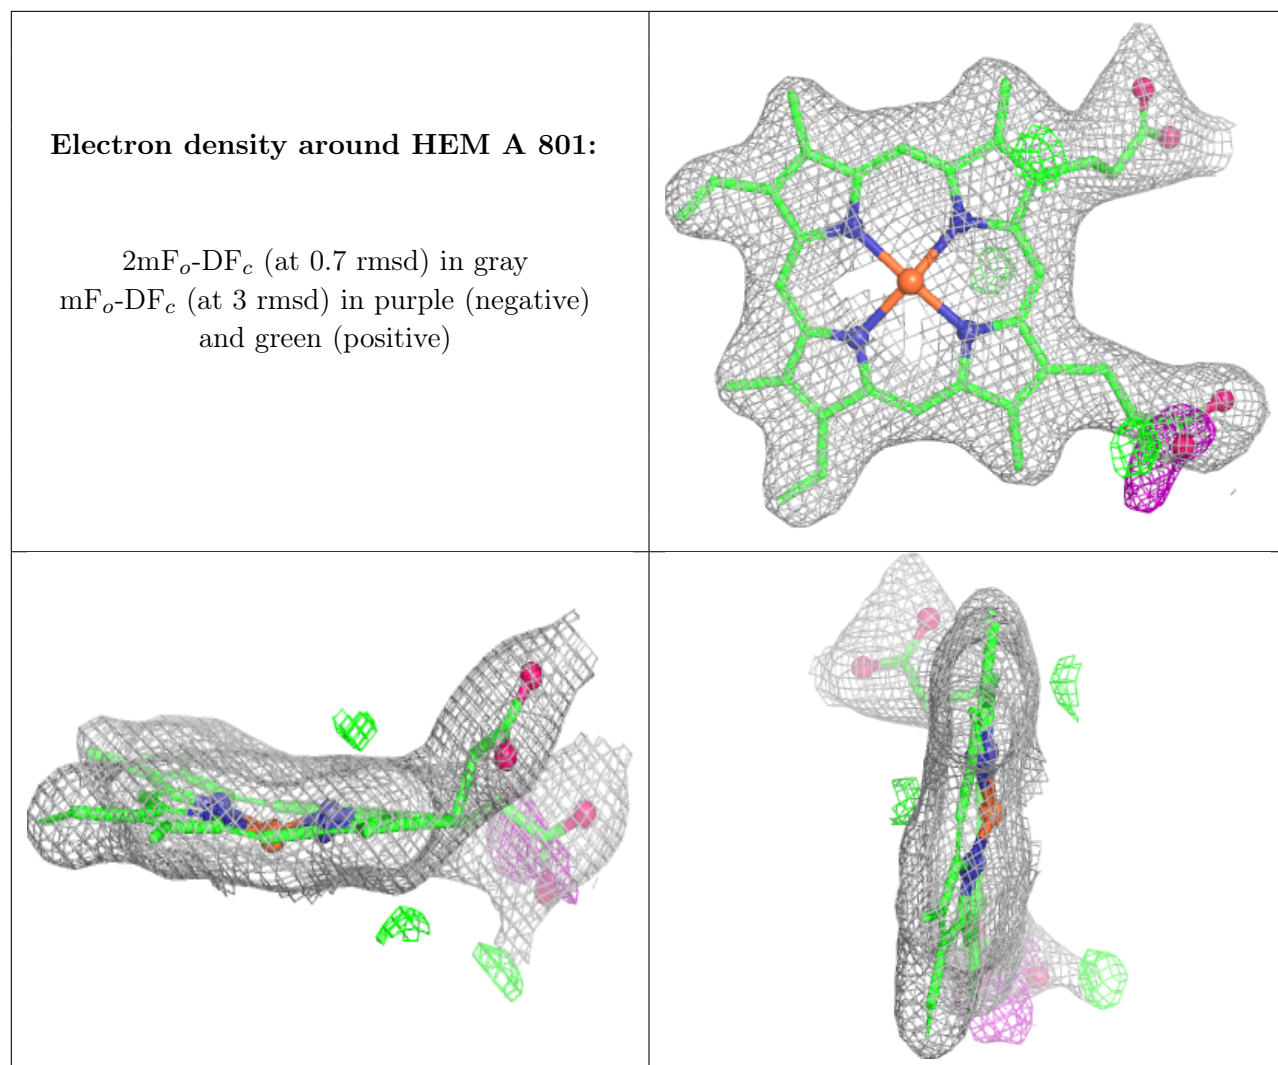 Electron density around HEM A 801:
2mFo-DFc (at 0.7 rmsd) in gray
mFo-DFc (at 3 rmsd) in purple (negative)
and green (positive)